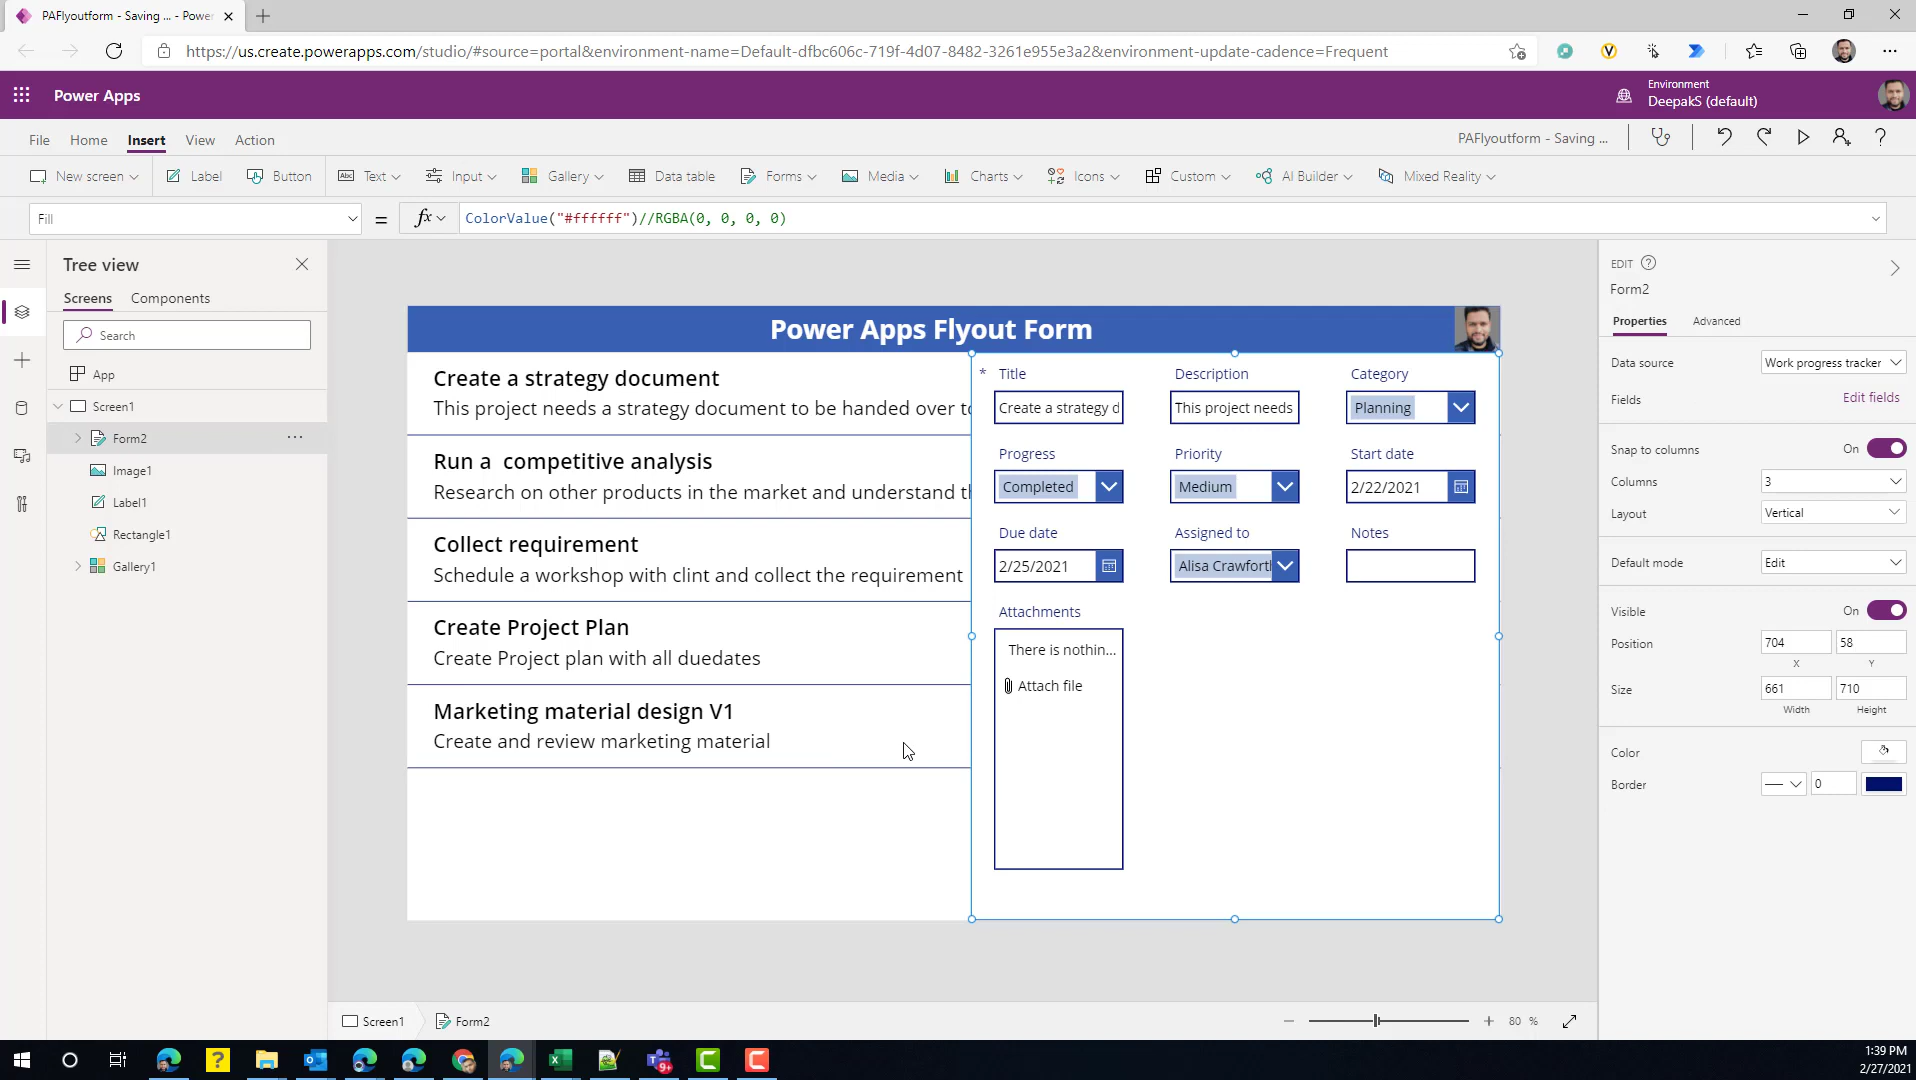 PAFlyoutform - Saving ... - Power
https://us.create.powerapps.com/studio/#source=portal&environment-name=Default-dfbc606c-719f-4d07-8482-3261e955e3a2&environment-update-cadence=Frequent
Power Apps
Environment
DeepakS (default)
File Home Insert View Action
PAFlyoutform - Saving ...
New screen Label Button Text Input Gallery Data table Forms Media Charts Icons Custom AI Builder Mixed Reality
Abc
Fill = fx ColorValue("#ffffff")//RGBA(0, 0, 0, 0)
Tree view
Screens Components
Search
App
Screen1
Form2
Image1
Label1
Rectangle1
Gallery1
Power Apps Flyout Form
Create a strategy document
This project needs a strategy document to be handed over to
Run a  competitive analysis
Research on other products in the market and understand th
Collect requirement
Schedule a workshop with clint and collect the requirement
Create Project Plan
Create Project plan with all duedates
Marketing material design V1
Create and review marketing material
* Title Description Category
Create a strategy d This project needs Planning
Progress Priority Start date
Completed Medium 2/22/2021
Due date Assigned to Notes
2/25/2021 Alisa Crawfort
Attachments
There is nothin...
Attach file
EDIT
Form2
Properties Advanced
Data source Work progress tracker
Fields Edit fields
Snap to columns On
Columns 3
Layout Vertical
Default mode Edit
Visible On
Position 704 58
X Y
Size 661 710
Width Height
Color
Border 0
Screen1 Form2
80 %
9+
1:39 PM
2/27/2021